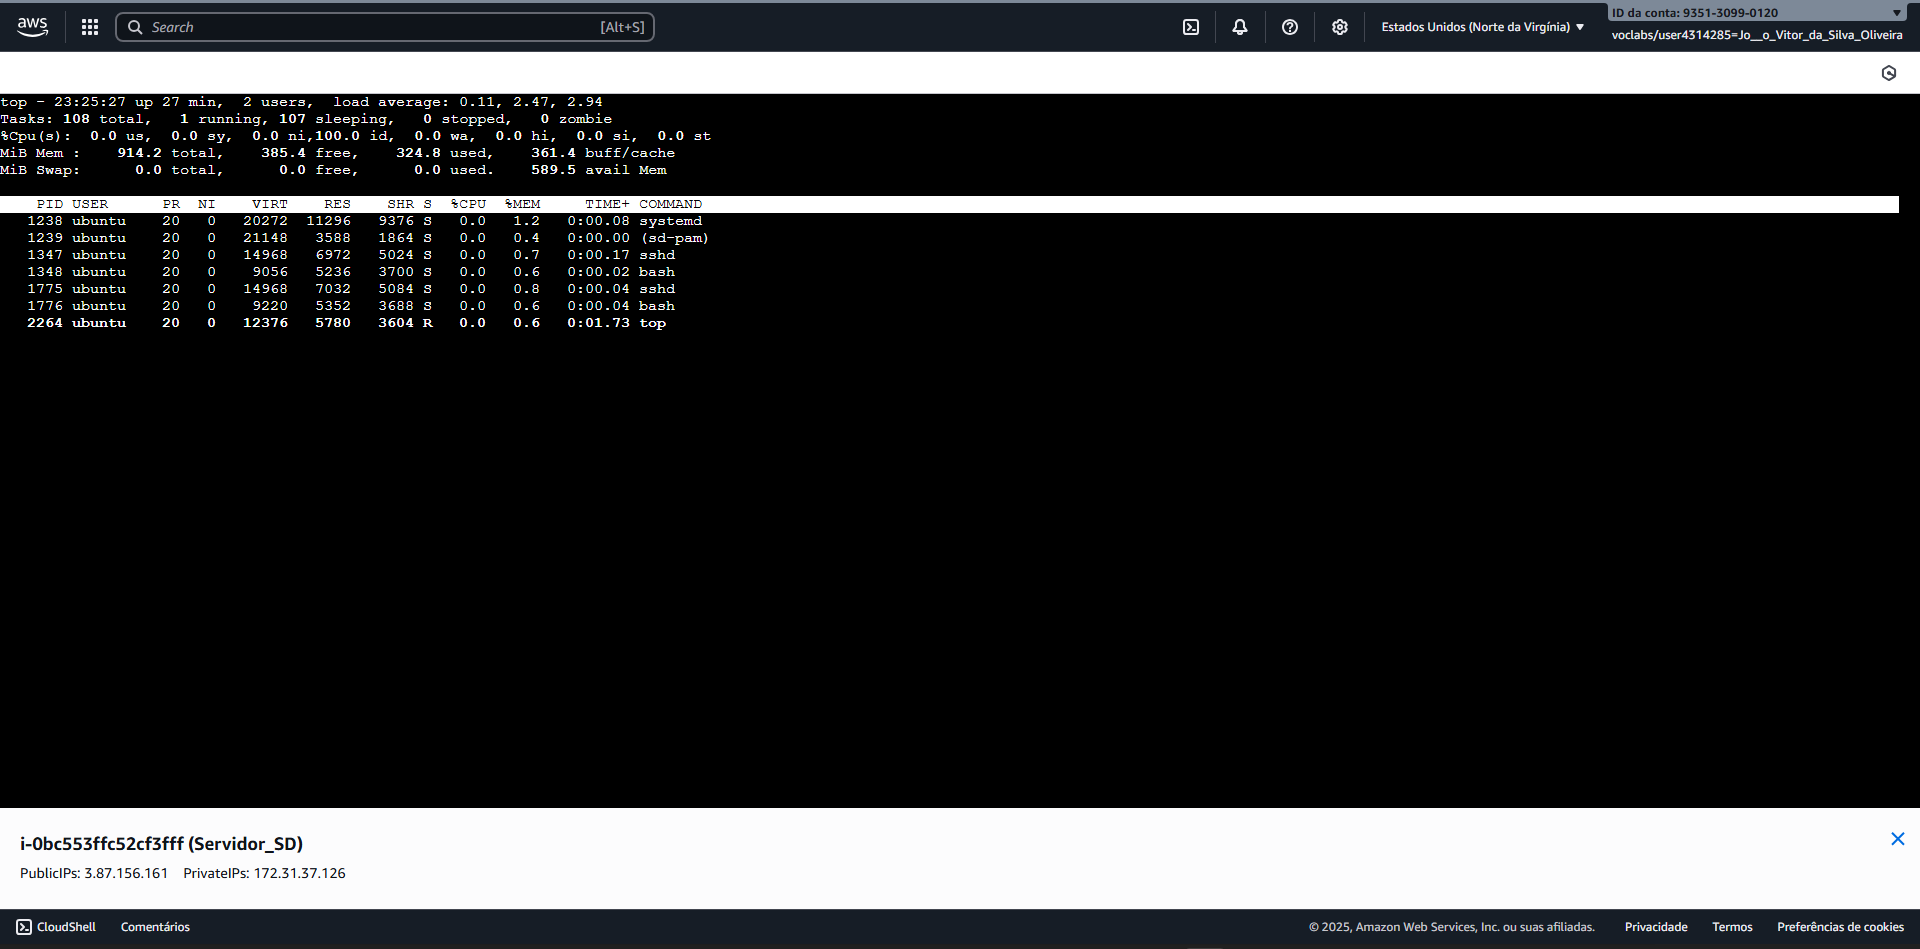 aws
Search [Alt+S]
Estados Unidos (Norte da Virgínia)
ID da conta: 9351-3099-0120
voclabs/user4314285=Jo__o_Vitor_da_Silva_Oliveira
top - 23:25:27 up 27 min,  2 users,  load average: 0.11, 2.47, 2.94
Tasks: 108 total,   1 running, 107 sleeping,   0 stopped,   0 zombie
%Cpu(s):  0.0 us,  0.0 sy,  0.0 ni,100.0 id,  0.0 wa,  0.0 hi,  0.0 si,  0.0 st
MiB Mem :    914.2 total,    385.4 free,    324.8 used,    361.4 buff/cache
MiB Swap:      0.0 total,      0.0 free,      0.0 used.    589.5 avail Mem
PID USER      PR  NI    VIRT    RES    SHR S  %CPU  %MEM     TIME+ COMMAND
1238 ubuntu    20   0   20272  11296   9376 S   0.0   1.2   0:00.08 systemd
1239 ubuntu    20   0   21148   3588   1864 S   0.0   0.4   0:00.00 (sd-pam)
1347 ubuntu    20   0   14968   6972   5024 S   0.0   0.7   0:00.17 sshd
1348 ubuntu    20   0    9056   5236   3700 S   0.0   0.6   0:00.02 bash
1775 ubuntu    20   0   14968   7032   5084 S   0.0   0.8   0:00.04 sshd
1776 ubuntu    20   0    9220   5352   3688 S   0.0   0.6   0:00.04 bash
2264 ubuntu    20   0   12376   5780   3604 R   0.0   0.6   0:01.73 top
i-0bc553ffc52cf3fff (Servidor_SD)
PublicIPs: 3.87.156.161    PrivateIPs: 172.31.37.126
CloudShell    Comentários    © 2025, Amazon Web Services, Inc. ou suas afiliadas.    Privacidade    Termos    Preferências de cookies